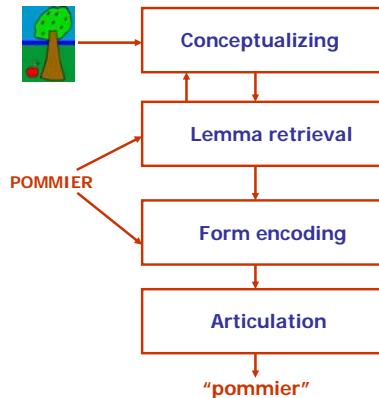 Conceptualizing
Lemma retrieval
POMMIER
Form encoding
Articulation
“pommier”